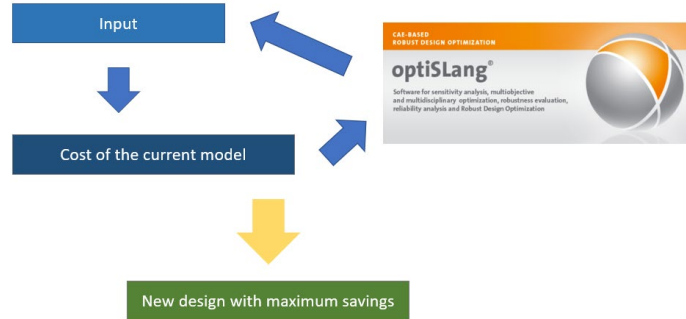 Input
CAE-BASED
ROBUST DESIGN OPTIMIZATION
optiSLang®
Software for sensitivity analysis, multiobjective
and multidisciplinary optimization, robustness evaluation,
reliability analysis and Robust Design Optimization
Cost of the current model
New design with maximum savings